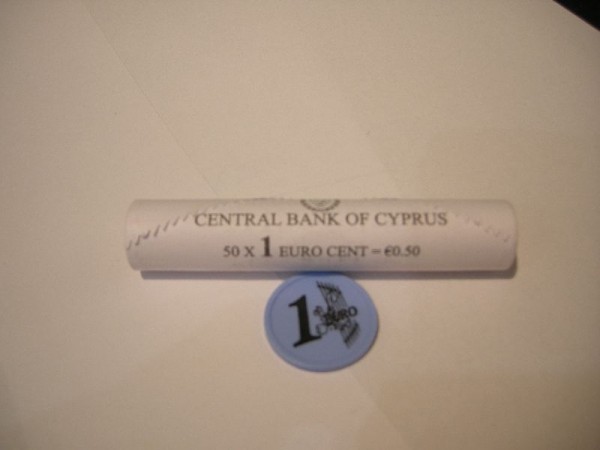 CENTRAL BANK OF CYPRUS
50 X 1 EURO CENT = €0.50
1 EURO